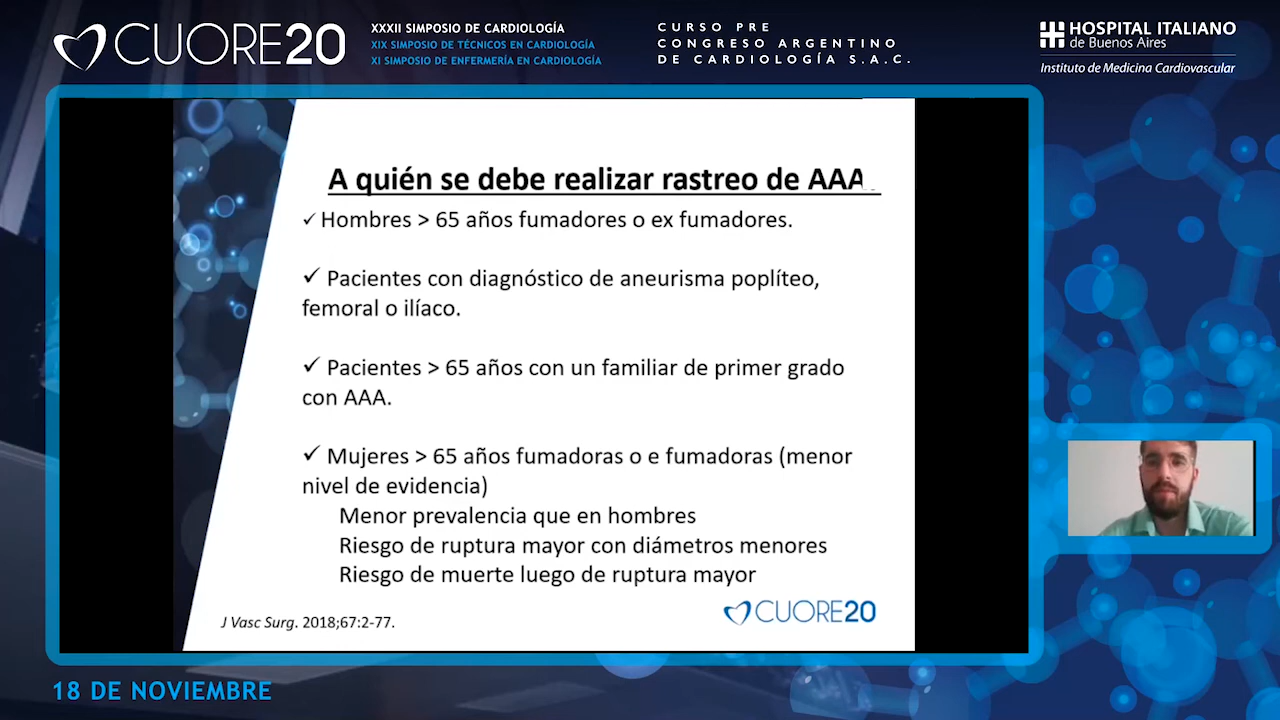 CUORE20
XXXII SIMPOSIO DE CARDIOLOGÍA
XIX SIMPOSIO DE TÉCNICOS EN CARDIOLOGÍA
XI SIMPOSIO DE ENFERMERÍA EN CARDIOLOGÍA
CURSO PRE
CONGRESO ARGENTINO
DE CARDIOLOGÍA S.A.C.
HOSPITAL ITALIANO
de Buenos Aires
Instituto de Medicina Cardiovascular
A quién se debe realizar rastreo de AAA
✓ Hombres > 65 años fumadores o ex fumadores.
✓ Pacientes con diagnóstico de aneurisma poplíteo,
femoral o ilíaco.
✓ Pacientes > 65 años con un familiar de primer grado
con AAA.
✓ Mujeres > 65 años fumadoras o e fumadoras (menor
nivel de evidencia)
Menor prevalencia que en hombres
Riesgo de ruptura mayor con diámetros menores
Riesgo de muerte luego de ruptura mayor
CUORE20
J Vasc Surg. 2018;67:2-77.
18 DE NOVIEMBRE